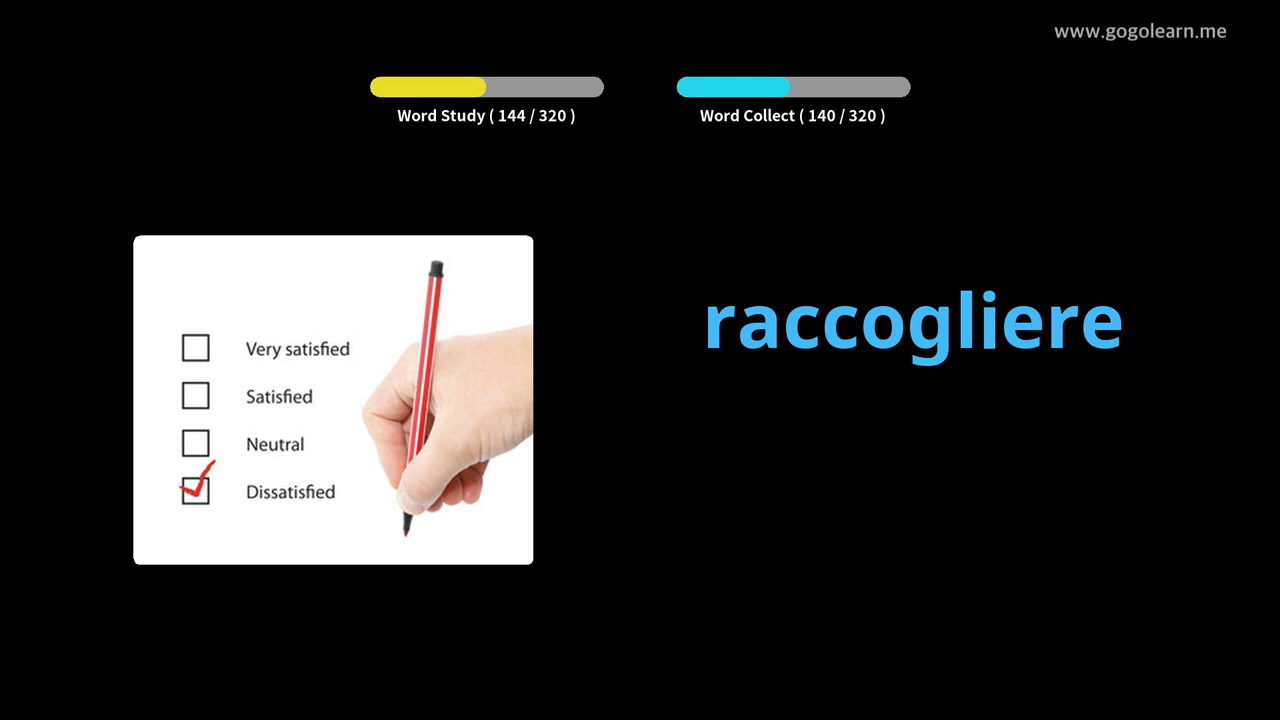 www.gogolearn.me
Word Study ( 144 / 320 )
Word Collect ( 140 / 320 )
Very satisfied
Satisfied
Neutral
Dissatisfied
raccogliere